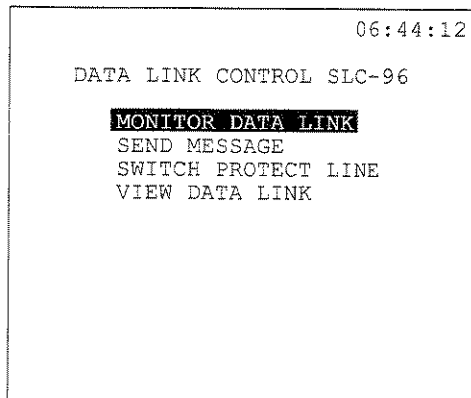 06:44:12
DATA LINK CONTROL SLC-96
MONITOR DATA LINK
SEND MESSAGE
SWITCH PROTECT LINE
VIEW DATA LINK